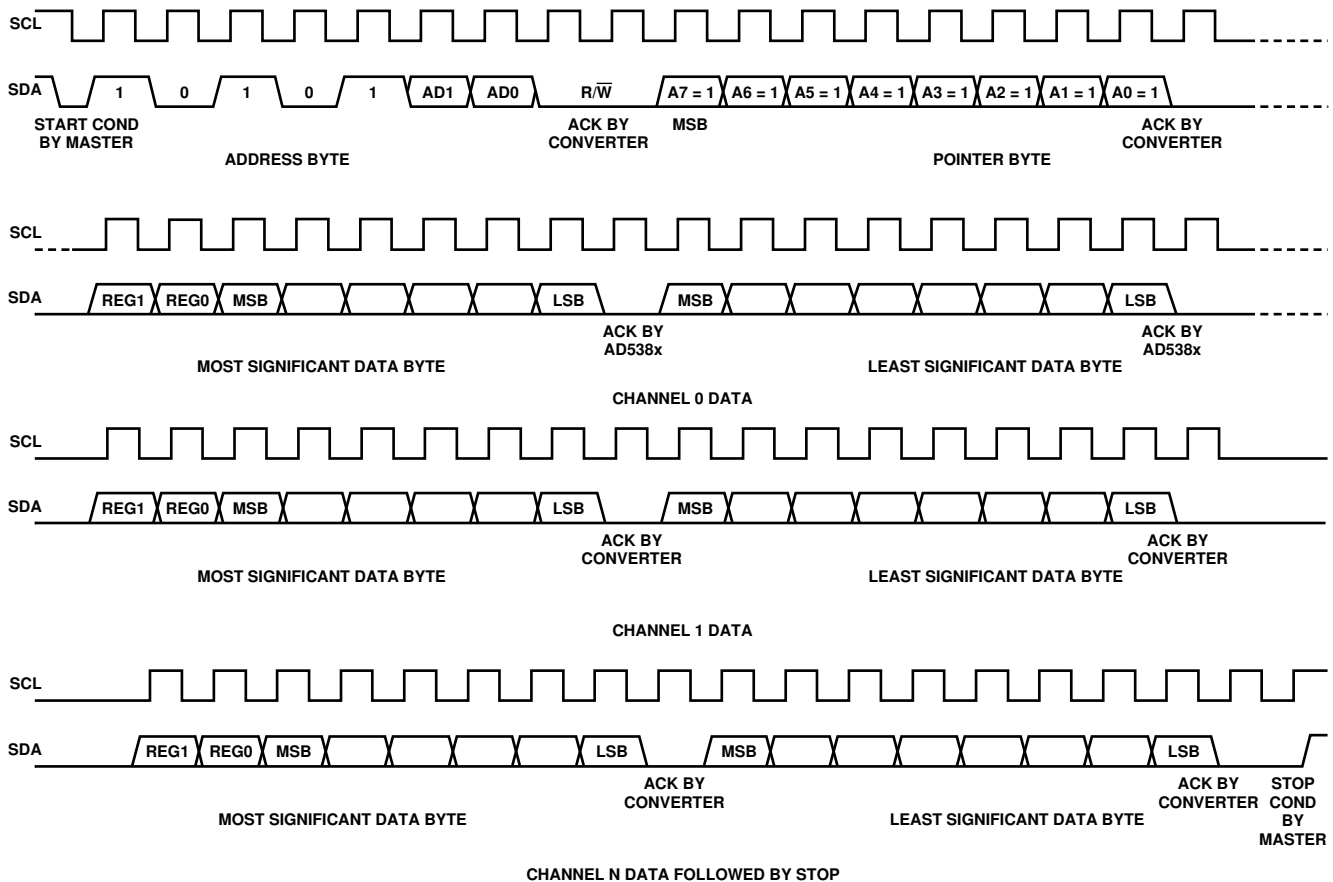 SCL
SDA 1 0 1 0 1 AD1 AD0 R/W̅ A7 = 1 A6 = 1 A5 = 1 A4 = 1 A3 = 1 A2 = 1 A1 = 1 A0 = 1
START COND
BY MASTER
ACK BY
CONVERTER
MSB
ACK BY
CONVERTER
ADDRESS BYTE
POINTER BYTE
SCL
SDA REG1 REG0 MSB LSB MSB LSB
ACK BY
AD538x
ACK BY
AD538x
MOST SIGNIFICANT DATA BYTE
LEAST SIGNIFICANT DATA BYTE
CHANNEL 0 DATA
SCL
SDA REG1 REG0 MSB LSB MSB LSB
ACK BY
CONVERTER
ACK BY
CONVERTER
MOST SIGNIFICANT DATA BYTE
LEAST SIGNIFICANT DATA BYTE
CHANNEL 1 DATA
SCL
SDA REG1 REG0 MSB LSB MSB LSB
ACK BY
CONVERTER
ACK BY
CONVERTER
STOP
COND
BY
MASTER
MOST SIGNIFICANT DATA BYTE
LEAST SIGNIFICANT DATA BYTE
CHANNEL N DATA FOLLOWED BY STOP